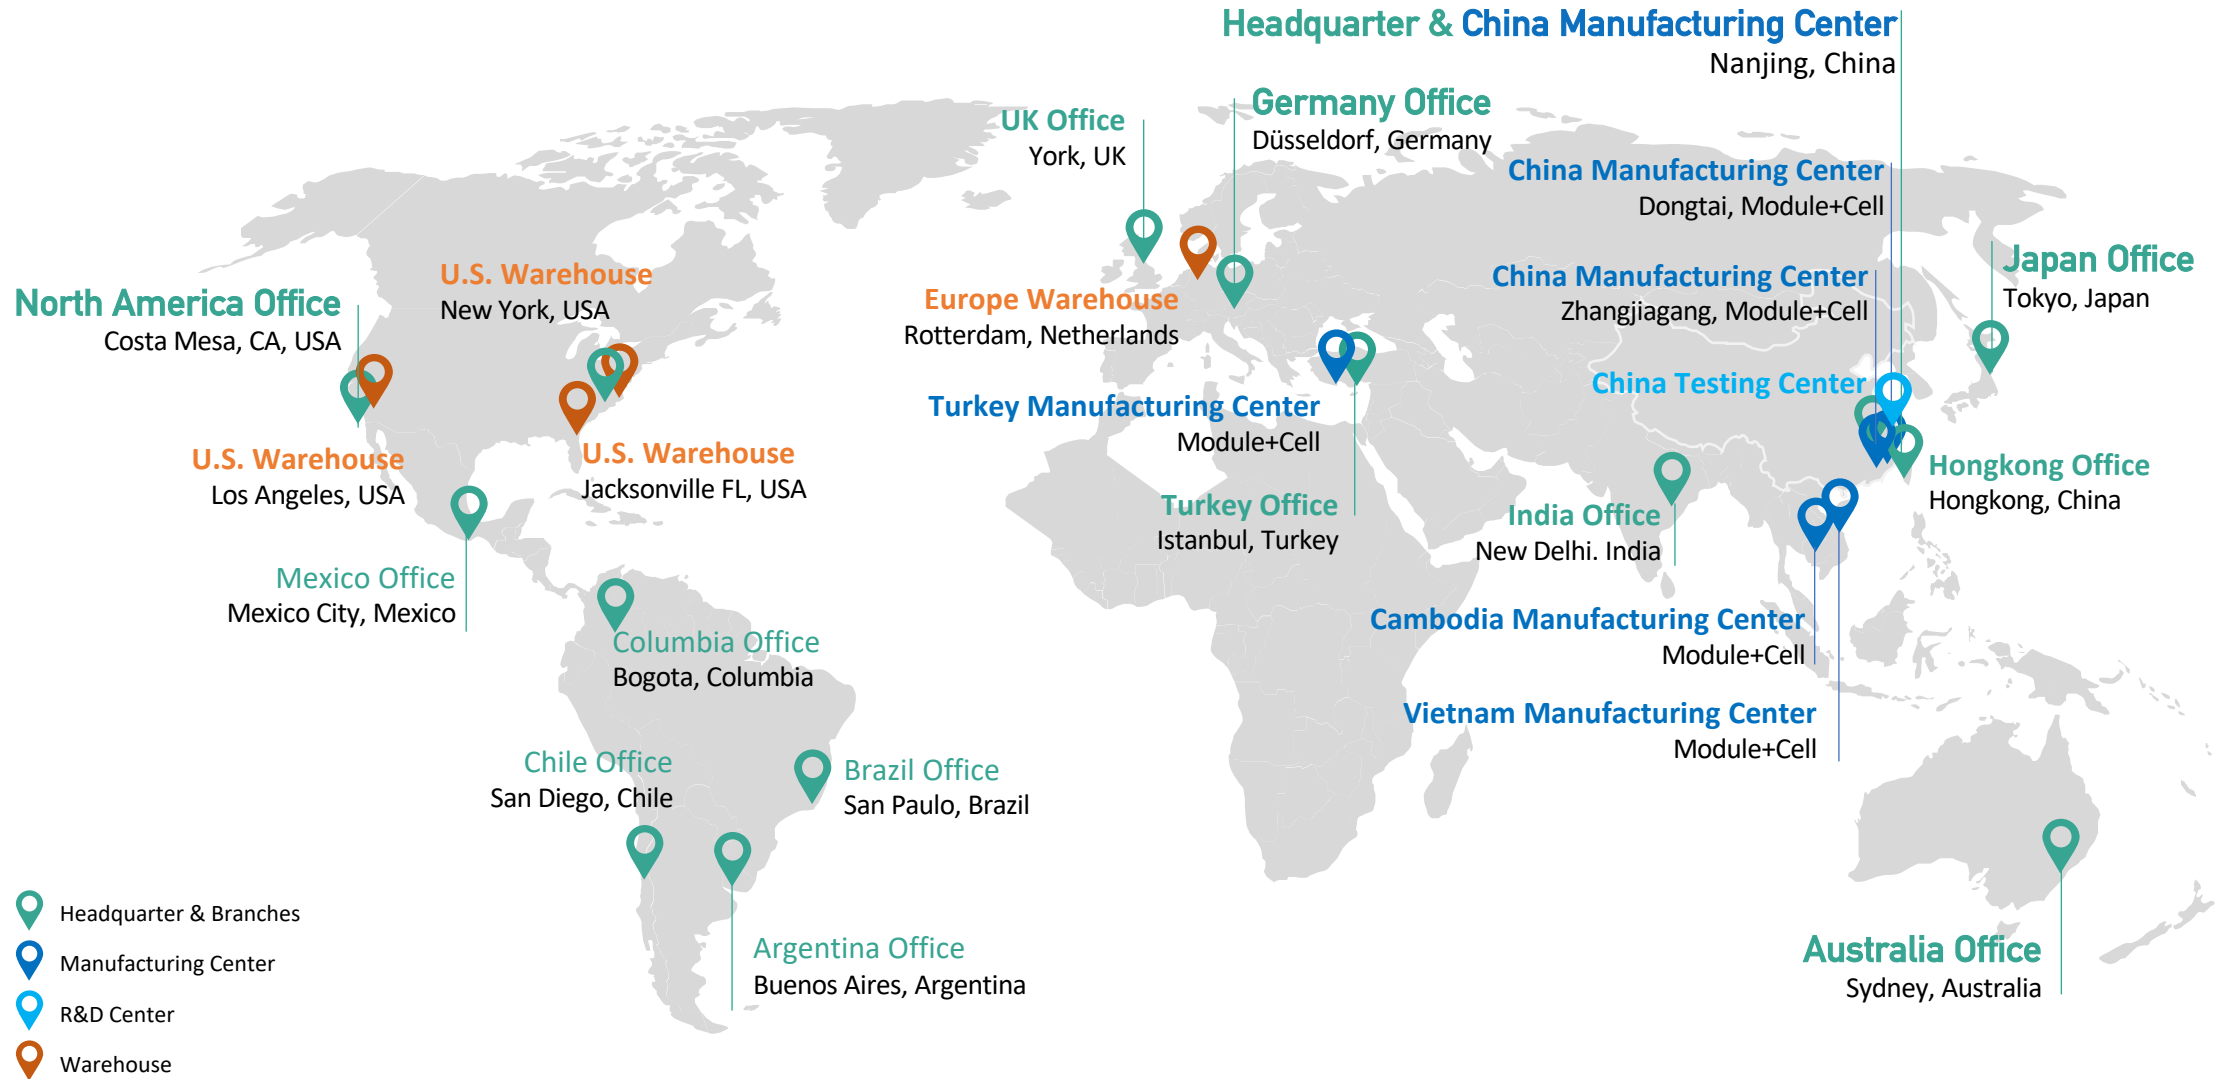 Headquarter & China Manufacturing Center
Nanjing, China
Germany Office
Düsseldorf, Germany
UK Office
York, UK
China Manufacturing Center
Dongtai, Module+Cell
Japan Office
Tokyo, Japan
China Manufacturing Center
Zhangjiagang, Module+Cell
U.S. Warehouse
New York, USA
North America Office
Costa Mesa, CA, USA
Europe Warehouse
Rotterdam, Netherlands
China Testing Center
Turkey Manufacturing Center
Module+Cell
U.S. Warehouse
Los Angeles, USA
U.S. Warehouse
Jacksonville FL, USA
Hongkong Office
Hongkong, China
Turkey Office
Istanbul, Turkey
India Office
New Delhi. India
Mexico Office
Mexico City, Mexico
Columbia Office
Bogota, Columbia
Cambodia Manufacturing Center
Module+Cell
Vietnam Manufacturing Center
Module+Cell
Chile Office
San Diego, Chile
Brazil Office
San Paulo, Brazil
Argentina Office
Buenos Aires, Argentina
Australia Office
Sydney, Australia
Headquarter & Branches
Manufacturing Center
R&D Center
Warehouse